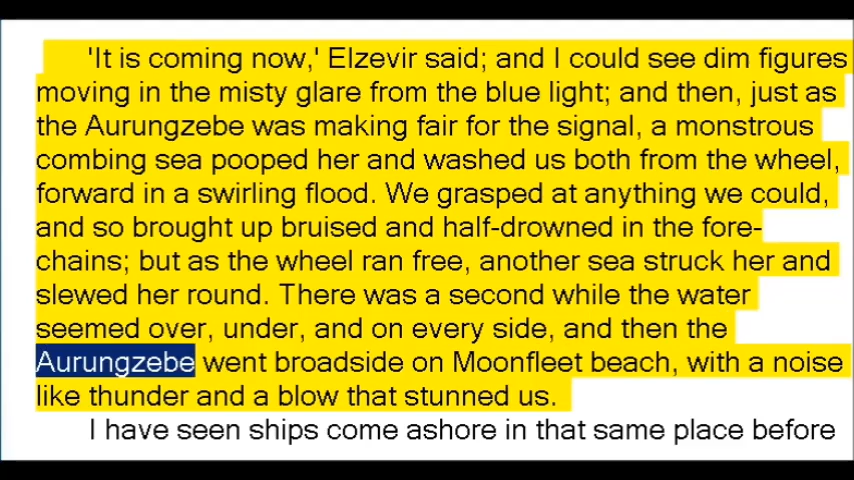 'It is coming now,' Elzevir said; and I could see dim figures
moving in the misty glare from the blue light; and then, just as
the Aurungzebe was making fair for the signal, a monstrous
combing sea pooped her and washed us both from the wheel,
forward in a swirling flood. We grasped at anything we could,
and so brought up bruised and half-drowned in the fore-
chains; but as the wheel ran free, another sea struck her and
slewed her round. There was a second while the water
seemed over, under, and on every side, and then the
Aurungzebe went broadside on Moonfleet beach, with a noise
like thunder and a blow that stunned us.
I have seen ships come ashore in that same place before